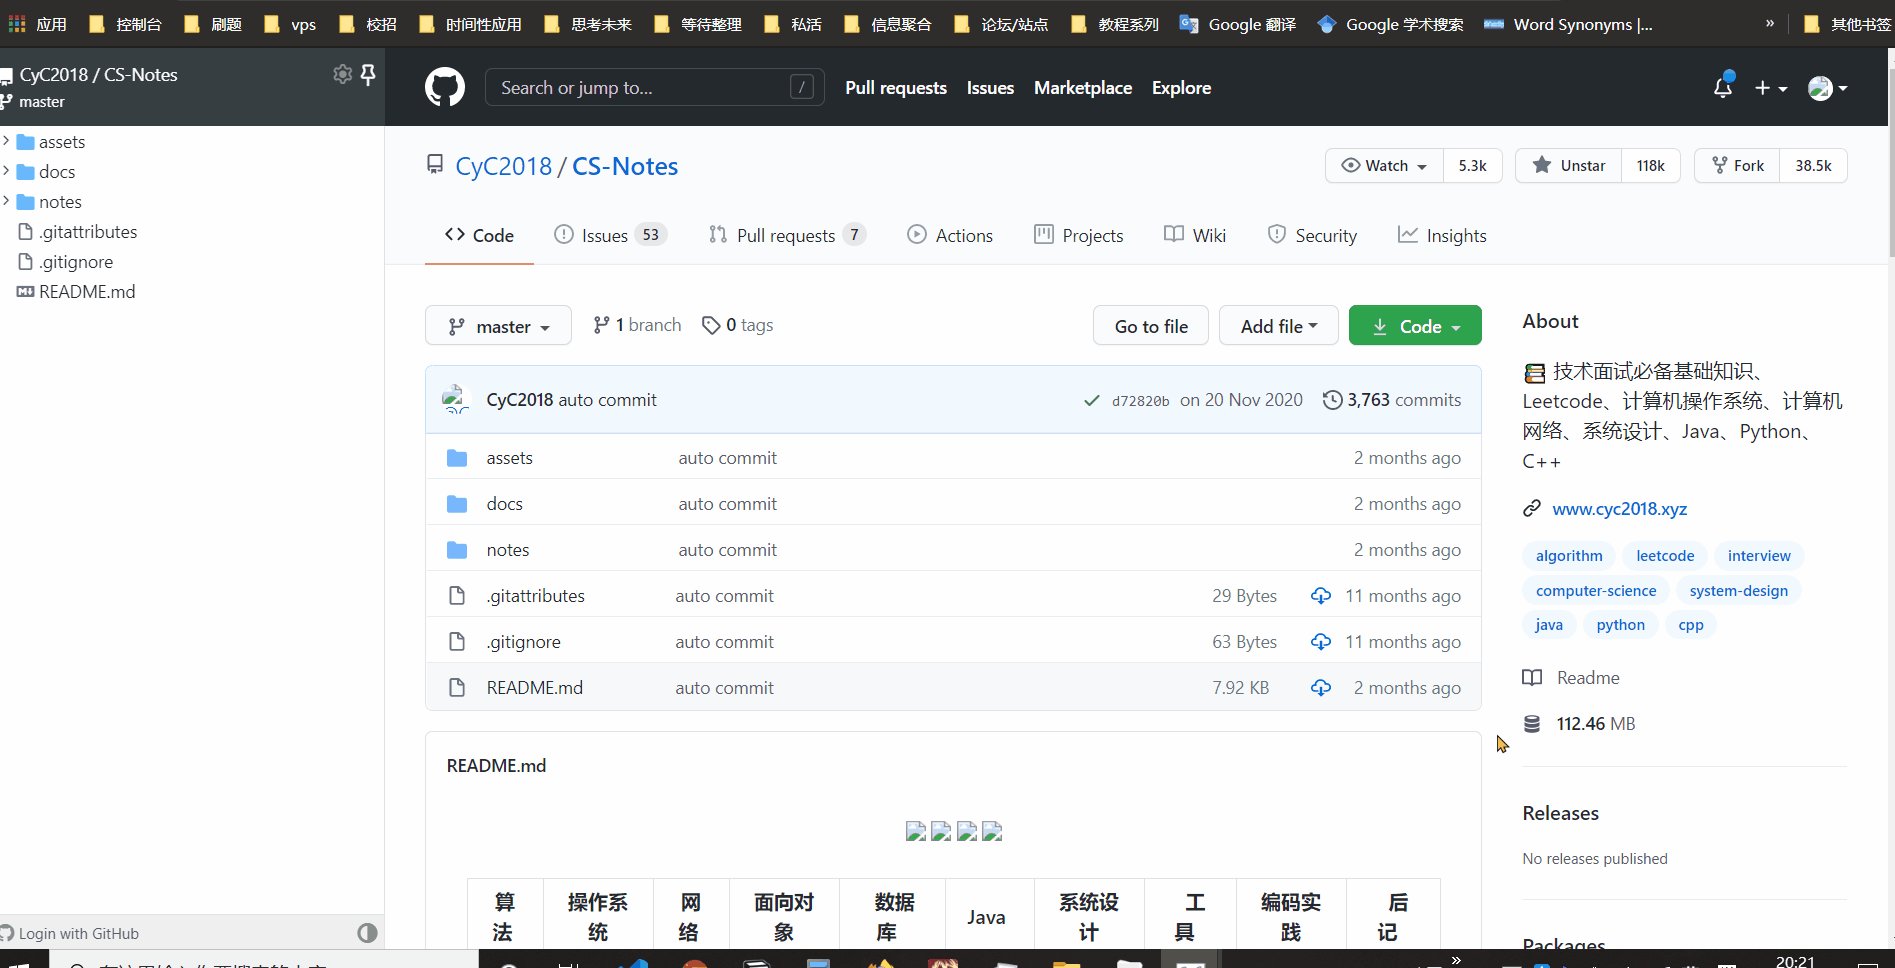 应用 控制台 刷题 vps 校招 时间性应用 思考未来 等待整理 私活 信息聚合 论坛/站点 教程系列 Google 翻译 Google 学术搜索 Word Synonyms |... » 其他书签
CyC2018 / CS-Notes
master
assets
docs
notes
.gitattributes
.gitignore
README.md
Login with GitHub
Search or jump to... / Pull requests Issues Marketplace Explore
CyC2018 / CS-Notes
Watch 5.3k Unstar 118k Fork 38.5k
Code Issues 53 Pull requests 7 Actions Projects Wiki Security Insights
master 1 branch 0 tags Go to file Add file Code
CyC2018 auto commit d72820b on 20 Nov 2020 3,763 commits
assets auto commit 2 months ago
docs auto commit 2 months ago
notes auto commit 2 months ago
.gitattributes auto commit 29 Bytes 11 months ago
.gitignore auto commit 63 Bytes 11 months ago
README.md auto commit 7.92 KB 2 months ago
README.md
算法 操作系统 网络 面向对象 数据库 Java 系统设计 工具 编码实践 后记
About
技术面试必备基础知识、
Leetcode、计算机操作系统、计算机
网络、系统设计、Java、Python、
C++
www.cyc2018.xyz
algorithm leetcode interview
computer-science system-design
java python cpp
Readme
112.46 MB
Releases
No releases published
Packages
» 20:21